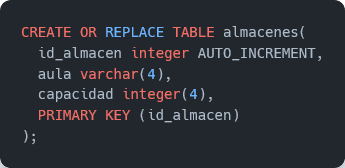 CREATE OR REPLACE TABLE almacenes(
  id_almacen integer AUTO_INCREMENT,
  aula varchar(4),
  capacidad integer(4),
  PRIMARY KEY (id_almacen)
);